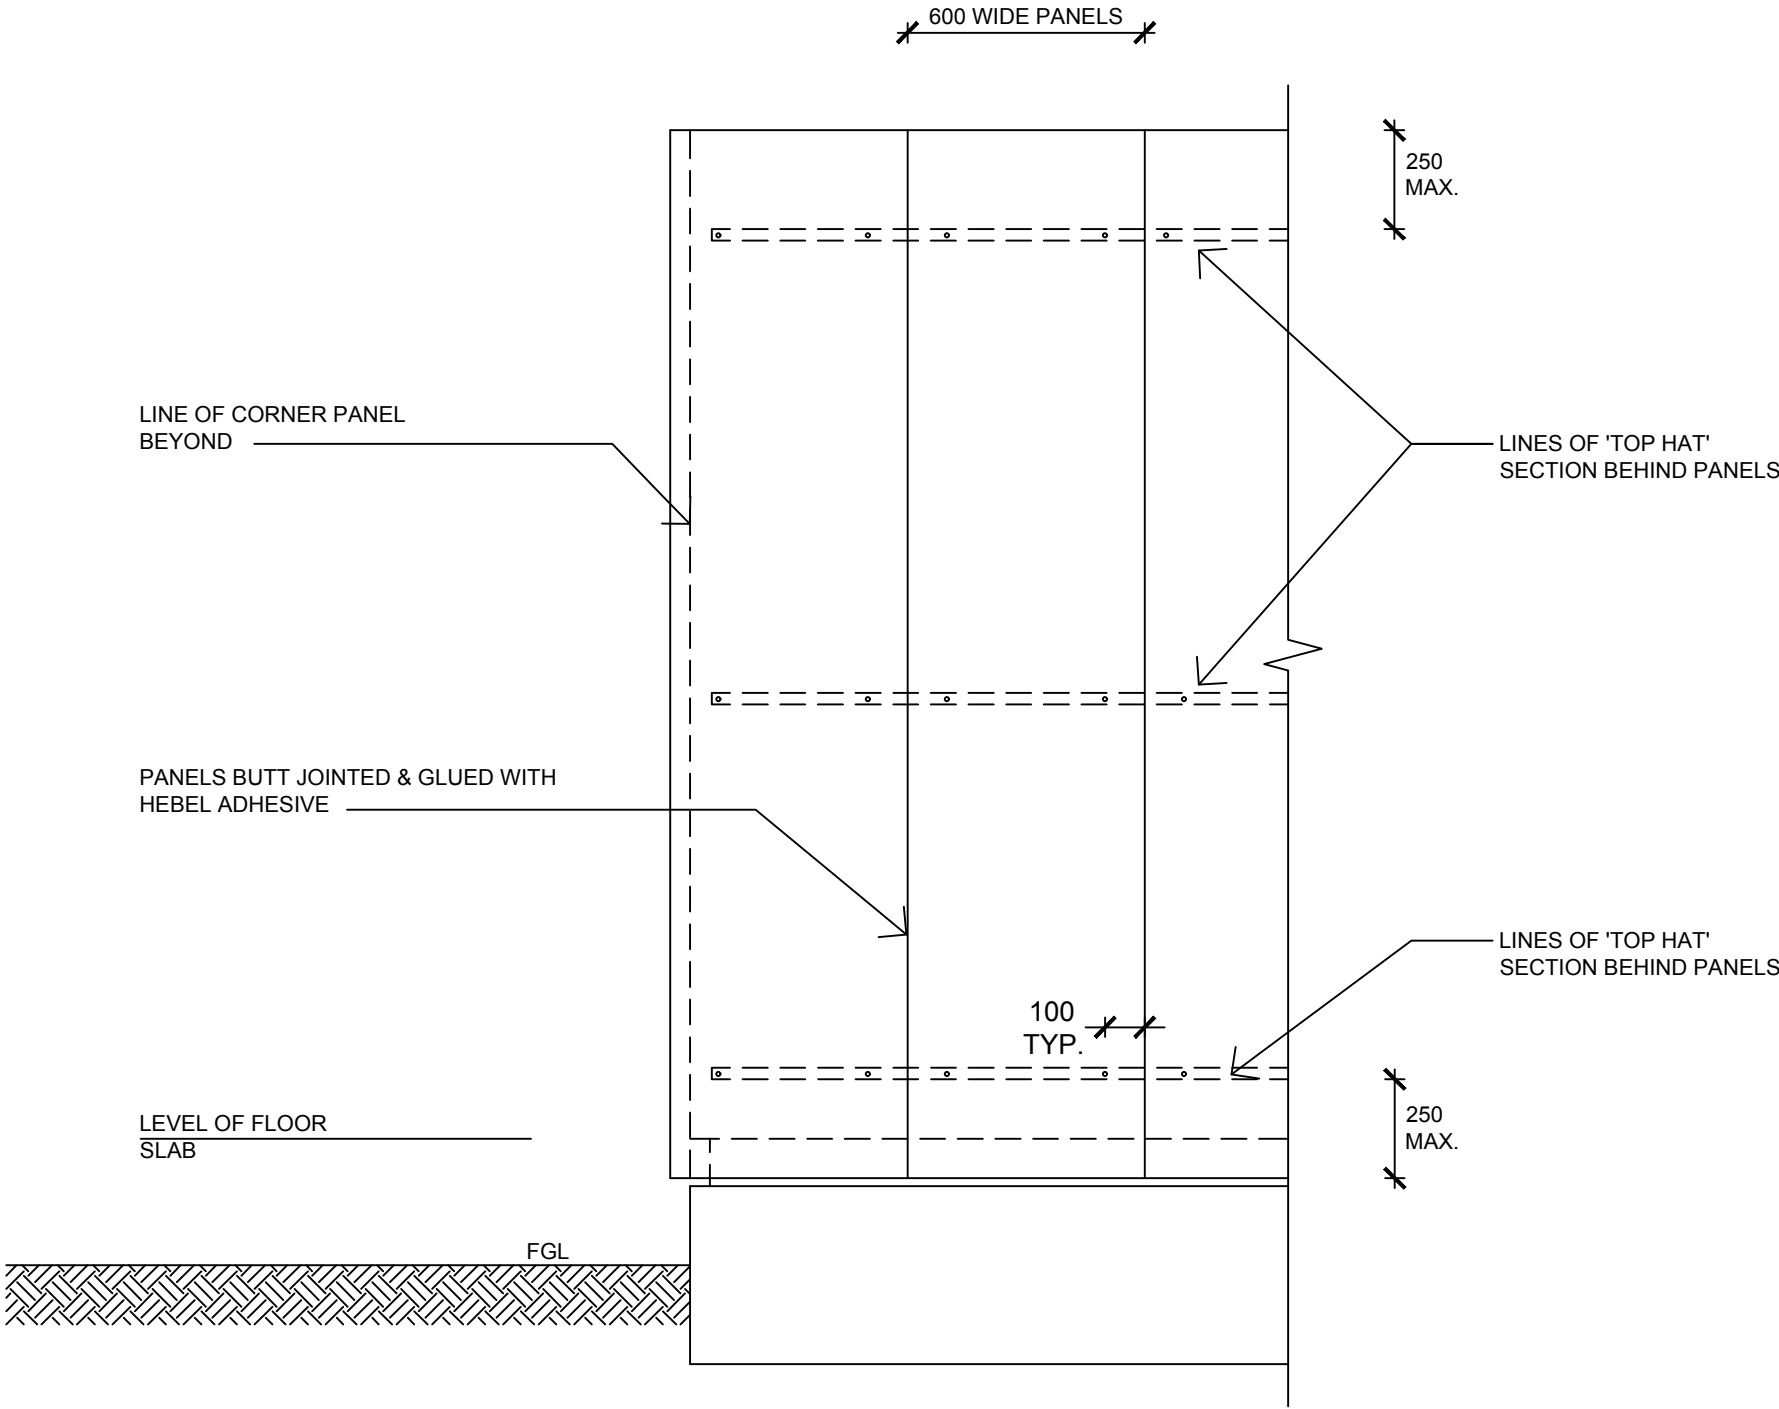 600 WIDE PANELS
250
MAX.
LINE OF CORNER PANEL
BEYOND
LINES OF 'TOP HAT'
SECTION BEHIND PANELS
PANELS BUTT JOINTED & GLUED WITH
HEBEL ADHESIVE
LINES OF 'TOP HAT'
SECTION BEHIND PANELS
100
TYP.
LEVEL OF FLOOR
SLAB
250
MAX.
FGL